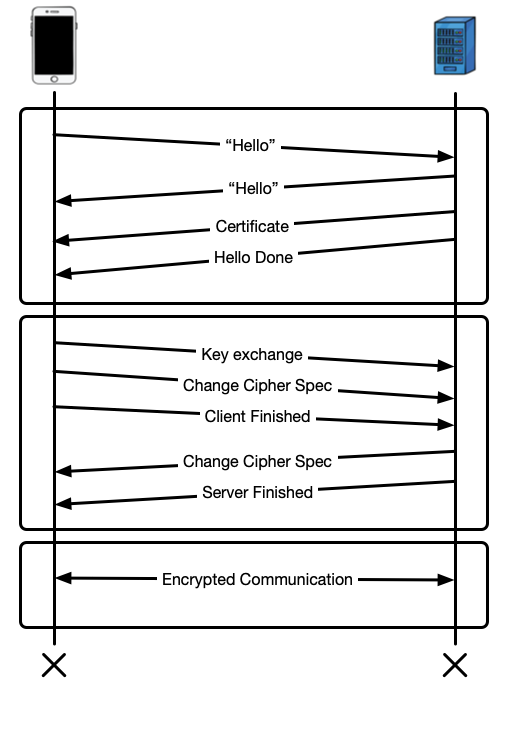 “Hello”
“Hello”
Certificate
Hello Done
Key exchange
Change Cipher Spec
Client Finished
Change Cipher Spec
Server Finished
Encrypted Communication